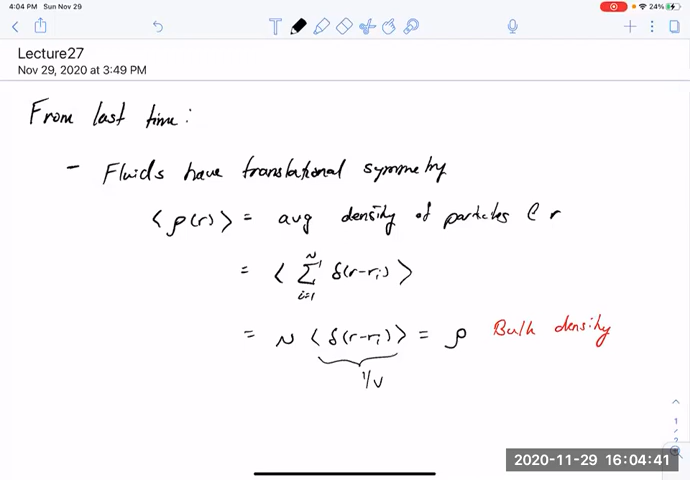 4:04 PM Sun Nov 29
24%
Lecture27
Nov 29, 2020 at 3:49 PM
From last time:
- Fluids have translational symmetry
⟨ρ(r)⟩ = avg density of particles @ r
= ⟨ Σ_{i=1}^{N} δ(r-r_i) ⟩
= N ⟨δ(r-r_i)⟩ = ρ Bulk density
1/V
2020-11-29 16:04:41